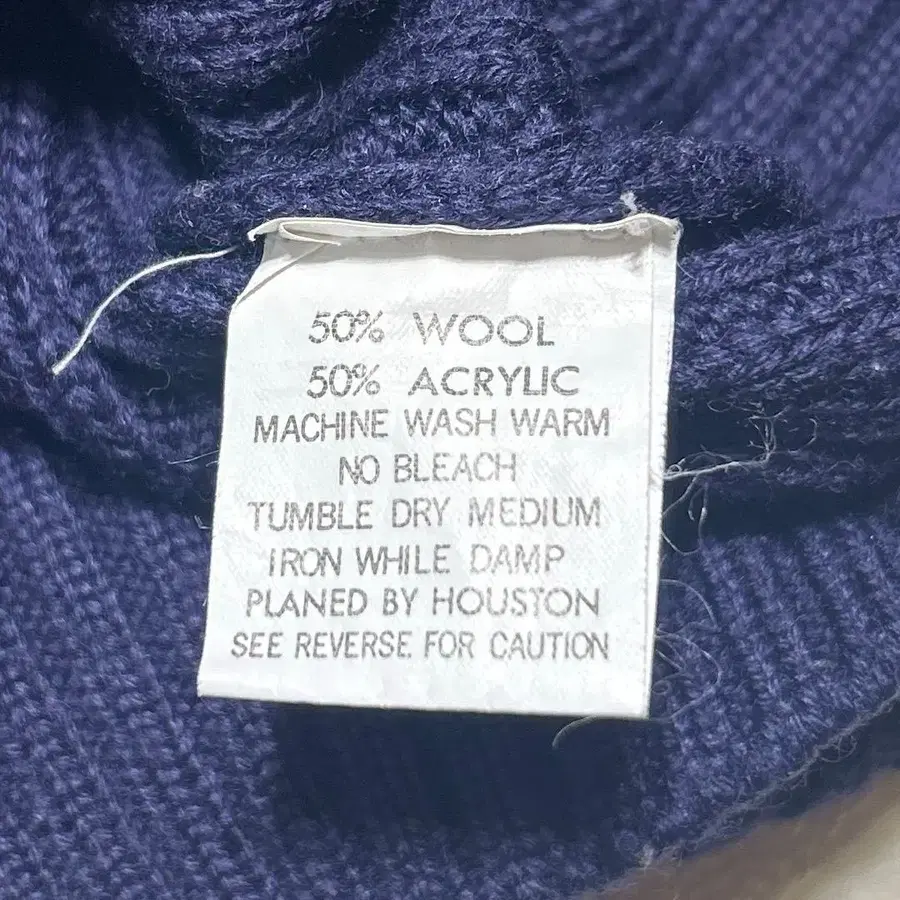 50% WOOL
50% ACRYLIC
MACHINE WASH WARM
NO BLEACH
TUMBLE DRY MEDIUM
IRON WHILE DAMP
PLANED BY HOUSTON
SEE REVERSE FOR CAUTION